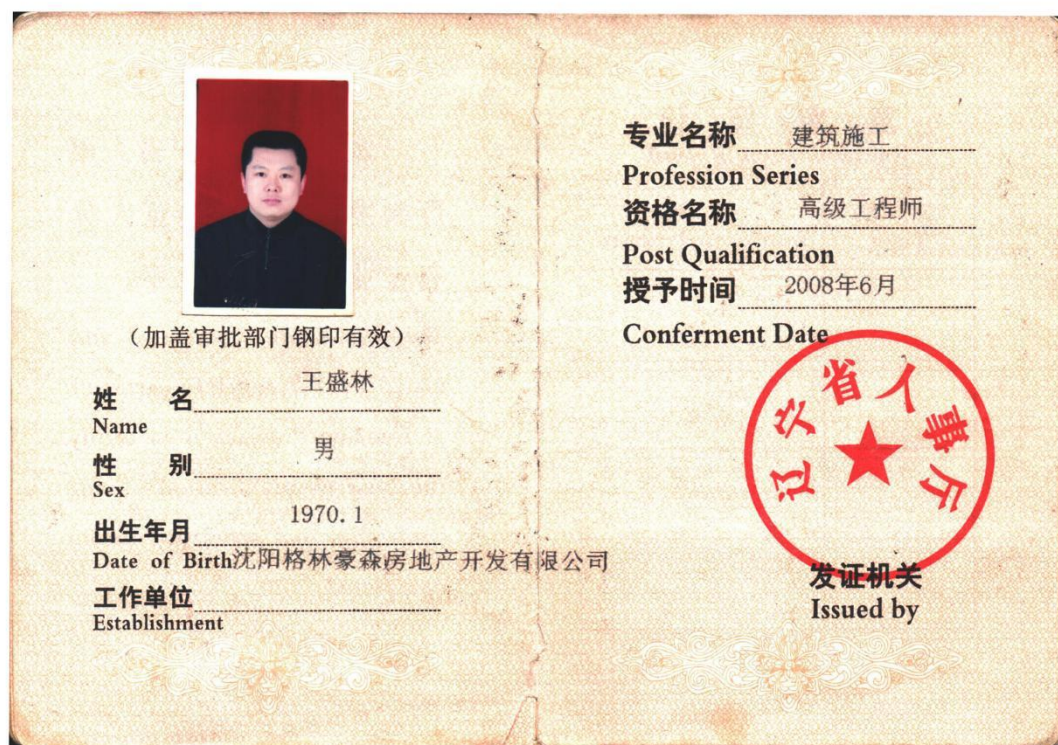 （加盖审批部门钢印有效）
姓 名 王盛林
Name
性 别 男
Sex
出生年月 1970.1
Date of Birth 沈阳格林豪森房地产开发有限公司
工作单位
Establishment
专业名称 建筑施工
Profession Series
资格名称 高级工程师
Post Qualification
授予时间 2008年6月
Conferment Date
辽宁省人事厅
发证机关
Issued by